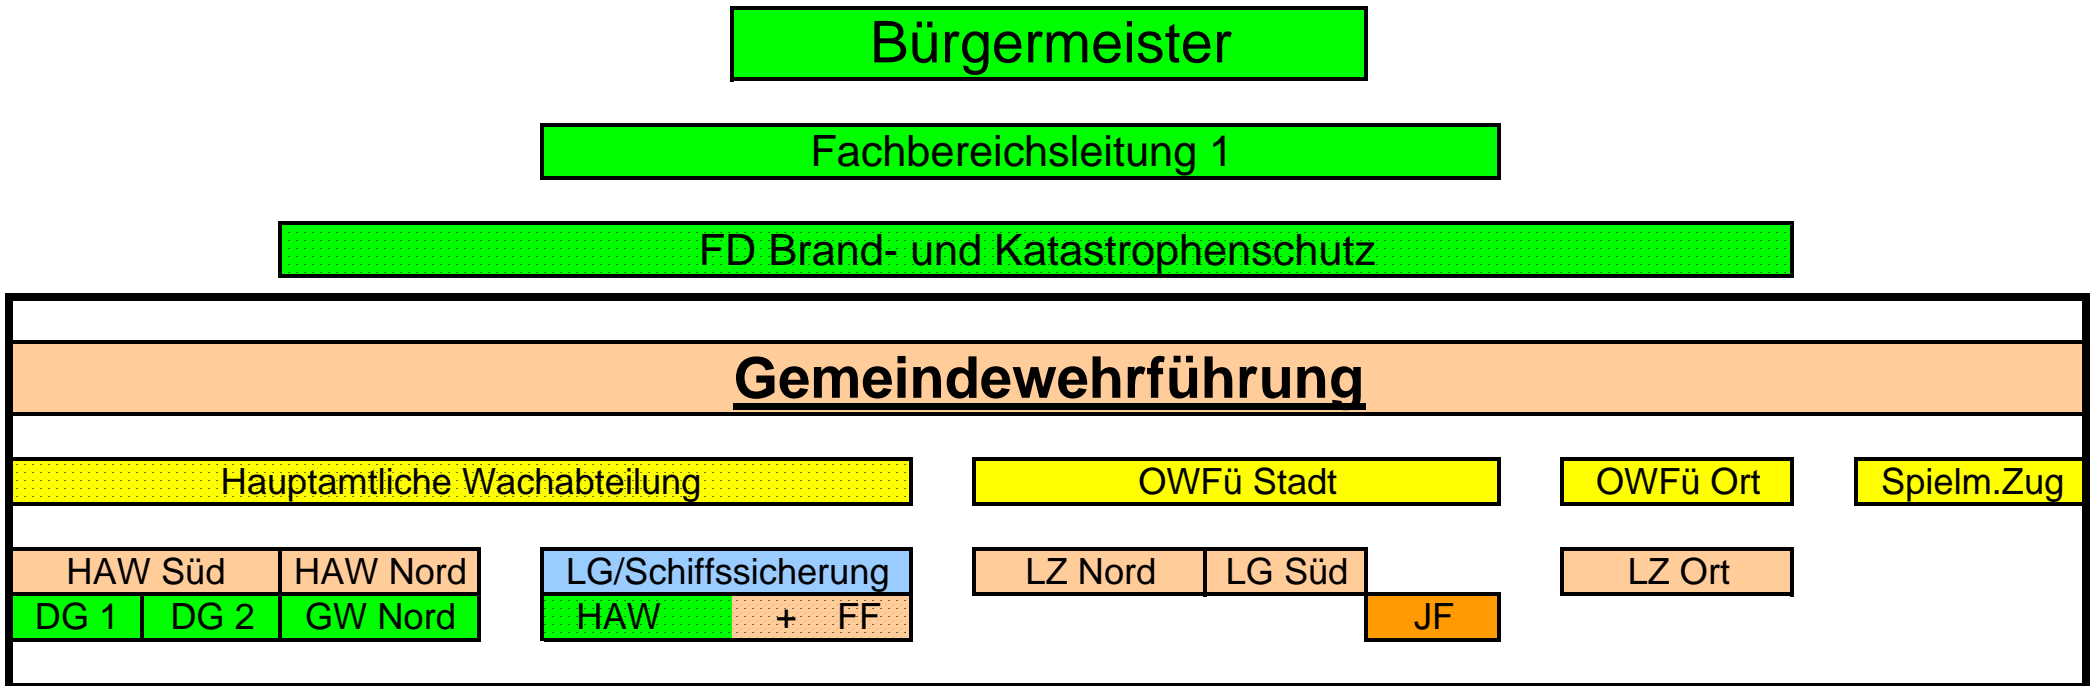 Bürgermeister
Fachbereichsleitung 1
FD Brand- und Katastrophenschutz
Gemeindewehrführung
Hauptamtliche Wachabteilung OWFü Stadt OWFü Ort Spielm.Zug
HAW Süd HAW Nord LG/Schiffssicherung LZ Nord LG Süd LZ Ort
DG 1 DG 2 GW Nord HAW + FF JF